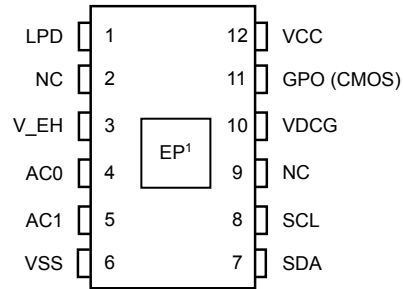 LPD 1 12 VCC
NC 2 11 GPO (CMOS)
V_EH 3 10 VDCG
EP¹
AC0 4 9 NC
AC1 5 8 SCL
VSS 6 7 SDA